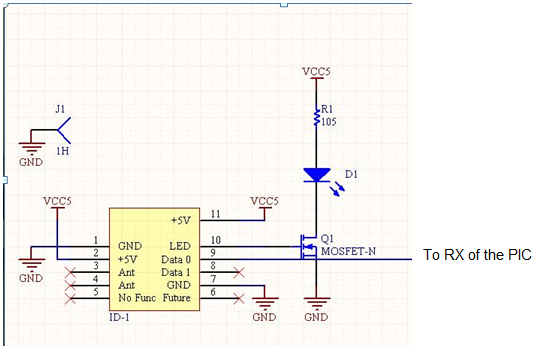 VCC5
J1
R1
105
GND
1H
D1
VCC5
VCC5
+5V 11
1 GND LED 10
2 +5V Data 0 9
3 Ant Data 1 8
4 Ant GND 7
5 No Func Future 6
GND
ID-1
Q1
MOSFET-N
To RX of the PIC
GND
GND